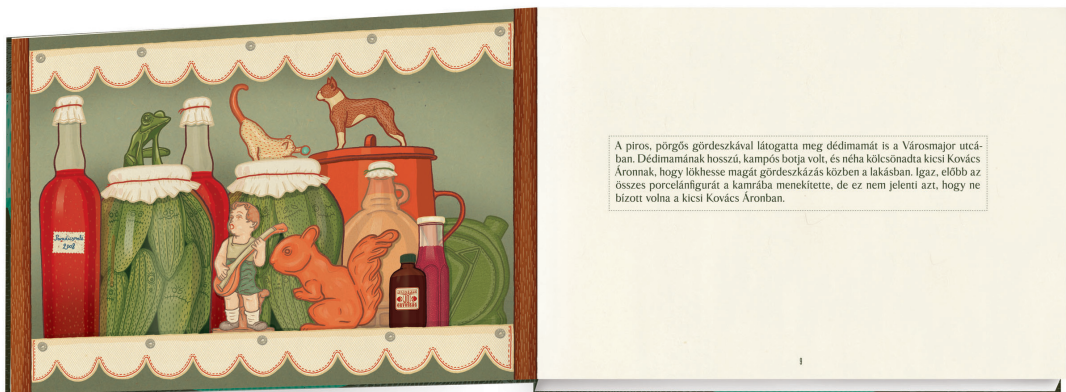 2008
A piros, pörgős gördeszkával látogatta meg dédimamát is a Városmajor utcá-
ban. Dédimamának hosszú, kampós botja volt, és néha kölcsönadta kicsi Kovács
Áronnak, hogy lökhesse magát gördeszkázás közben a lakásban. Igaz, előbb az
összes porcelánfigurát a kamrába menekítette, de ez nem jelenti azt, hogy ne
bízott volna a kicsi Kovács Áronban.